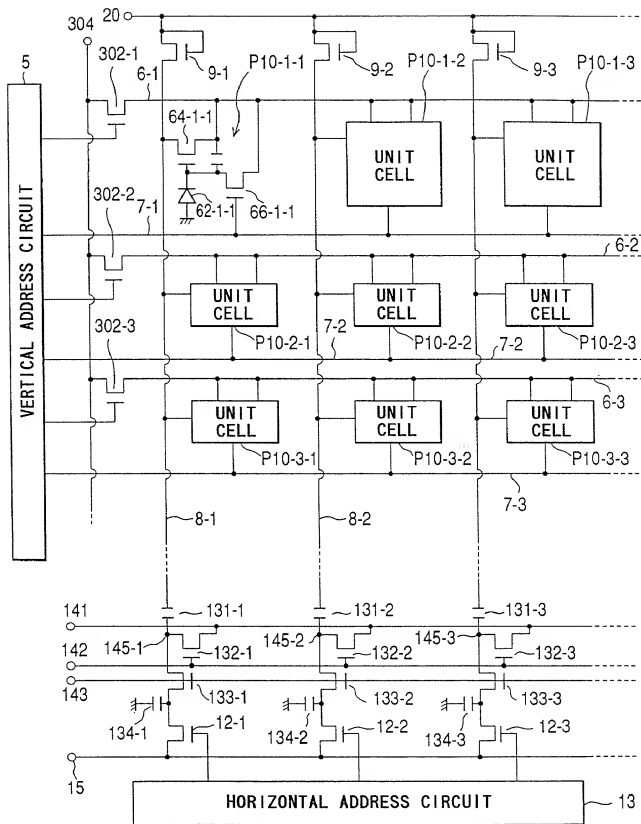 20
304
5
302-1
6-1
9-1
P10-1-1
9-2
P10-1-2
9-3
P10-1-3
64-1-1
UNIT
CELL
UNIT
CELL
302-2
7-1
62-1-1
66-1-1
6-2
VERTICAL ADDRESS CIRCUIT
UNIT
CELL
UNIT
CELL
UNIT
CELL
302-3
P10-2-1
7-2
P10-2-2
7-2
P10-2-3
UNIT
CELL
UNIT
CELL
UNIT
CELL
6-3
P10-3-1
P10-3-2
P10-3-3
7-3
8-1
8-2
141
131-1
131-2
131-3
142
145-1
132-1
145-2
132-2
145-3
132-3
143
133-1
133-2
133-3
134-1
12-1
134-2
12-2
134-3
12-3
15
HORIZONTAL ADDRESS CIRCUIT
13